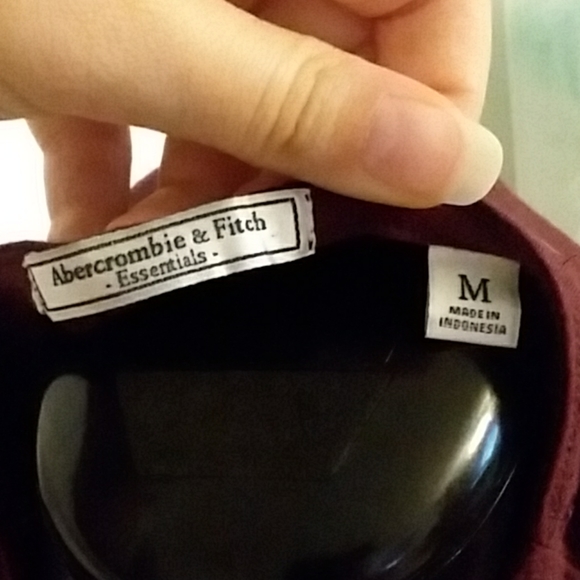 Abercrombie & Fitch
- Essentials -
M
MADE IN
INDONESIA